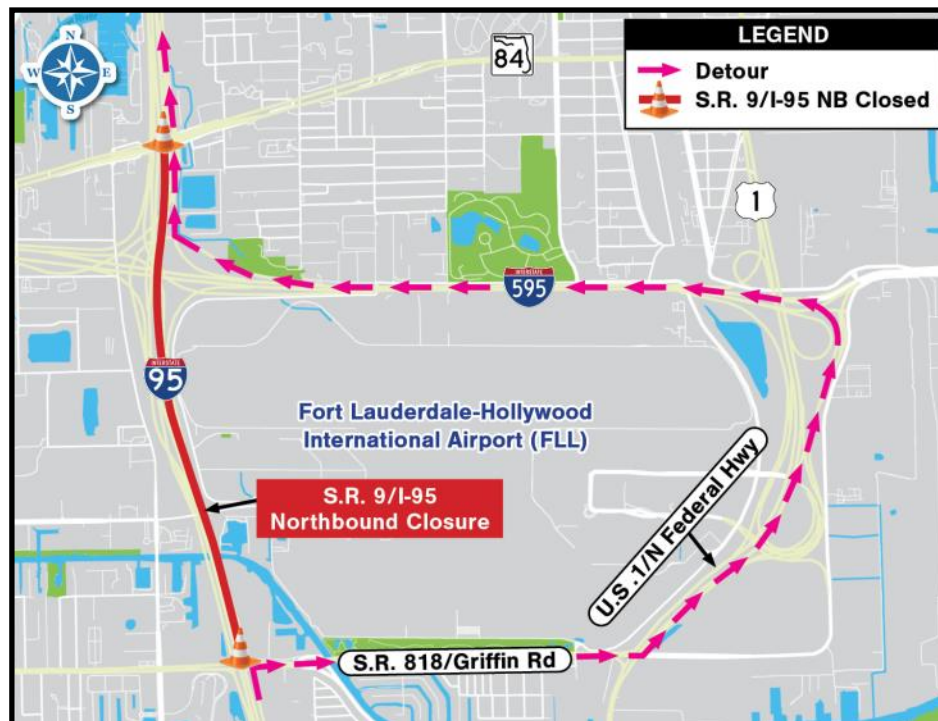 N
W E
S
84
LEGEND
Detour
S.R. 9/I-95 NB Closed
1
INTERSTATE
595
INTERSTATE
95
Fort Lauderdale-Hollywood
International Airport (FLL)
S.R. 9/I-95
Northbound Closure
U.S .1/N Federal Hwy
S.R. 818/Griffin Rd